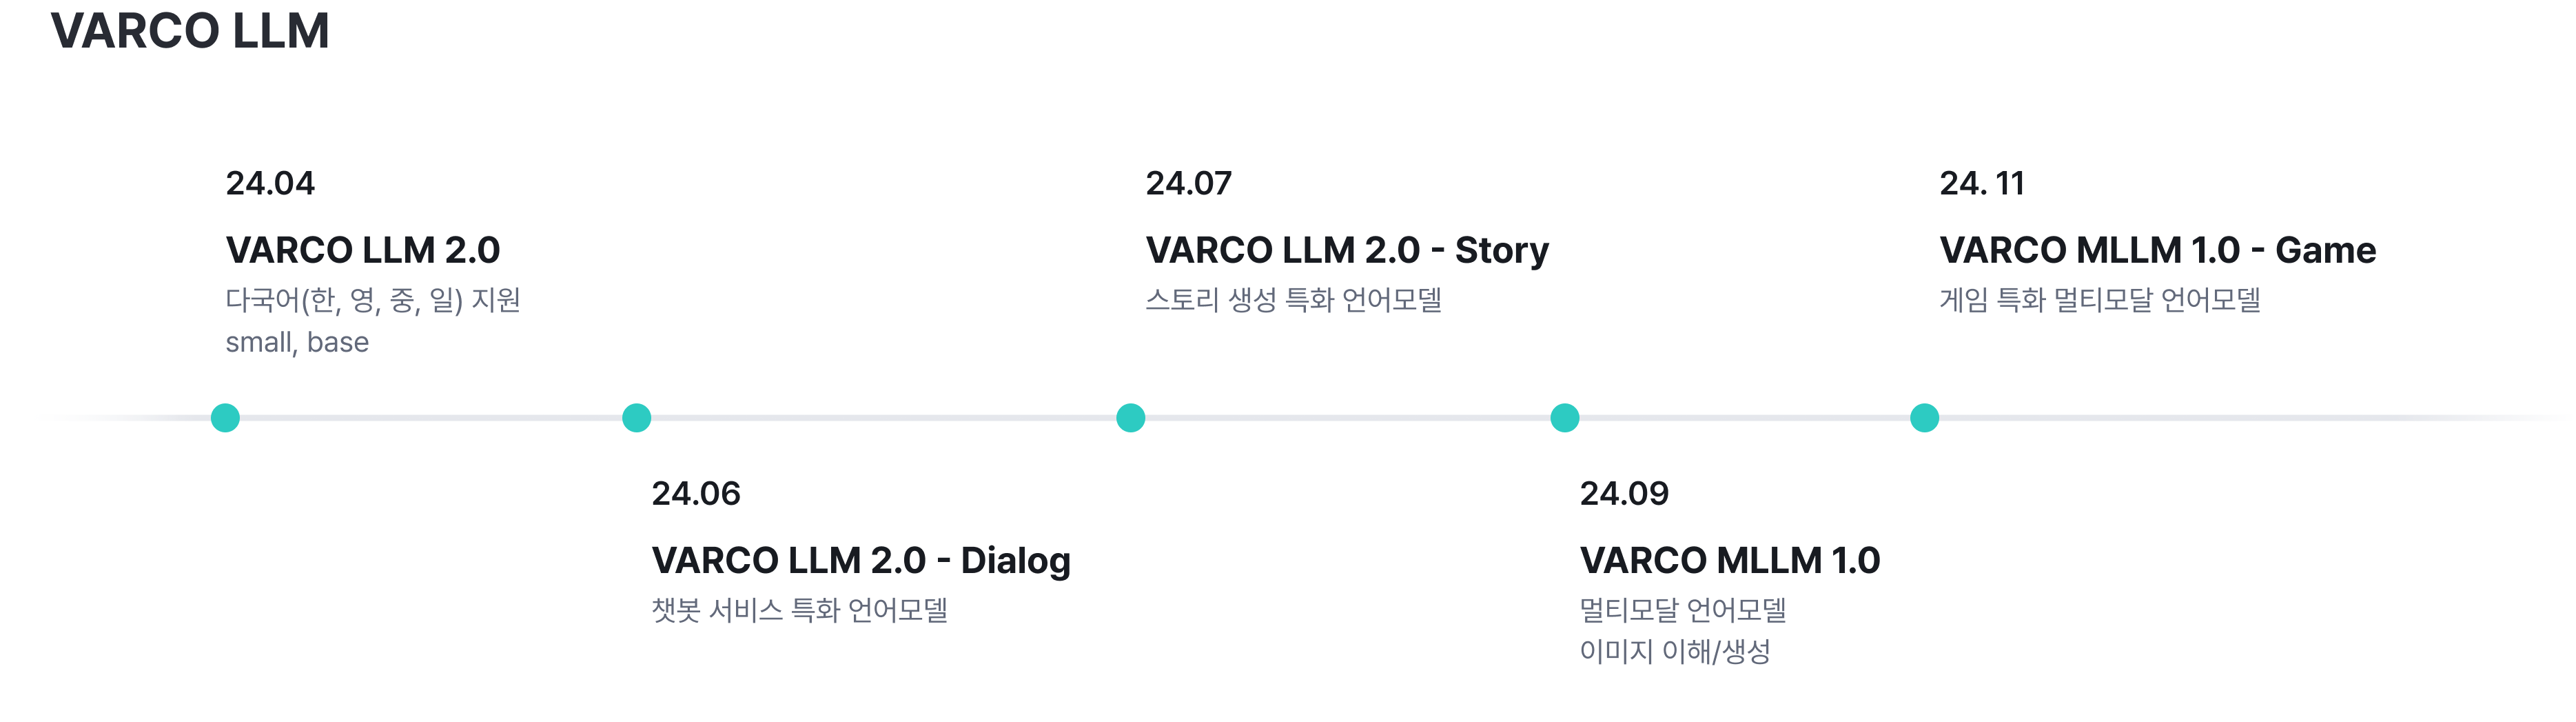 VARCO LLM
24.04
VARCO LLM 2.0
다국어(한, 영, 중, 일) 지원
small, base
24.06
VARCO LLM 2.0 - Dialog
챗봇 서비스 특화 언어모델
24.07
VARCO LLM 2.0 - Story
스토리 생성 특화 언어모델
24.09
VARCO MLLM 1.0
멀티모달 언어모델
이미지 이해/생성
24. 11
VARCO MLLM 1.0 - Game
게임 특화 멀티모달 언어모델